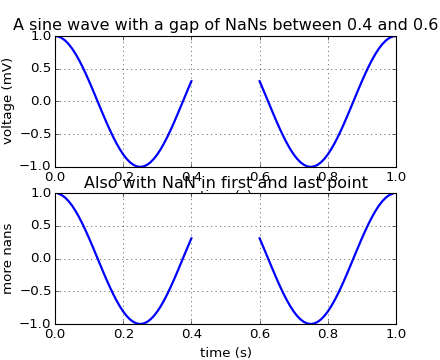 A sine wave with a gap of NaNs between 0.4 and 0.6
1.0
0.5
0.0
−0.5
−1.0
voltage (mV)
0.0 0.2 0.4 0.6 0.8 1.0
Also with NaN in first and last point
1.0
0.5
0.0
−0.5
−1.0
more nans
0.0 0.2 0.4 0.6 0.8 1.0
time (s)